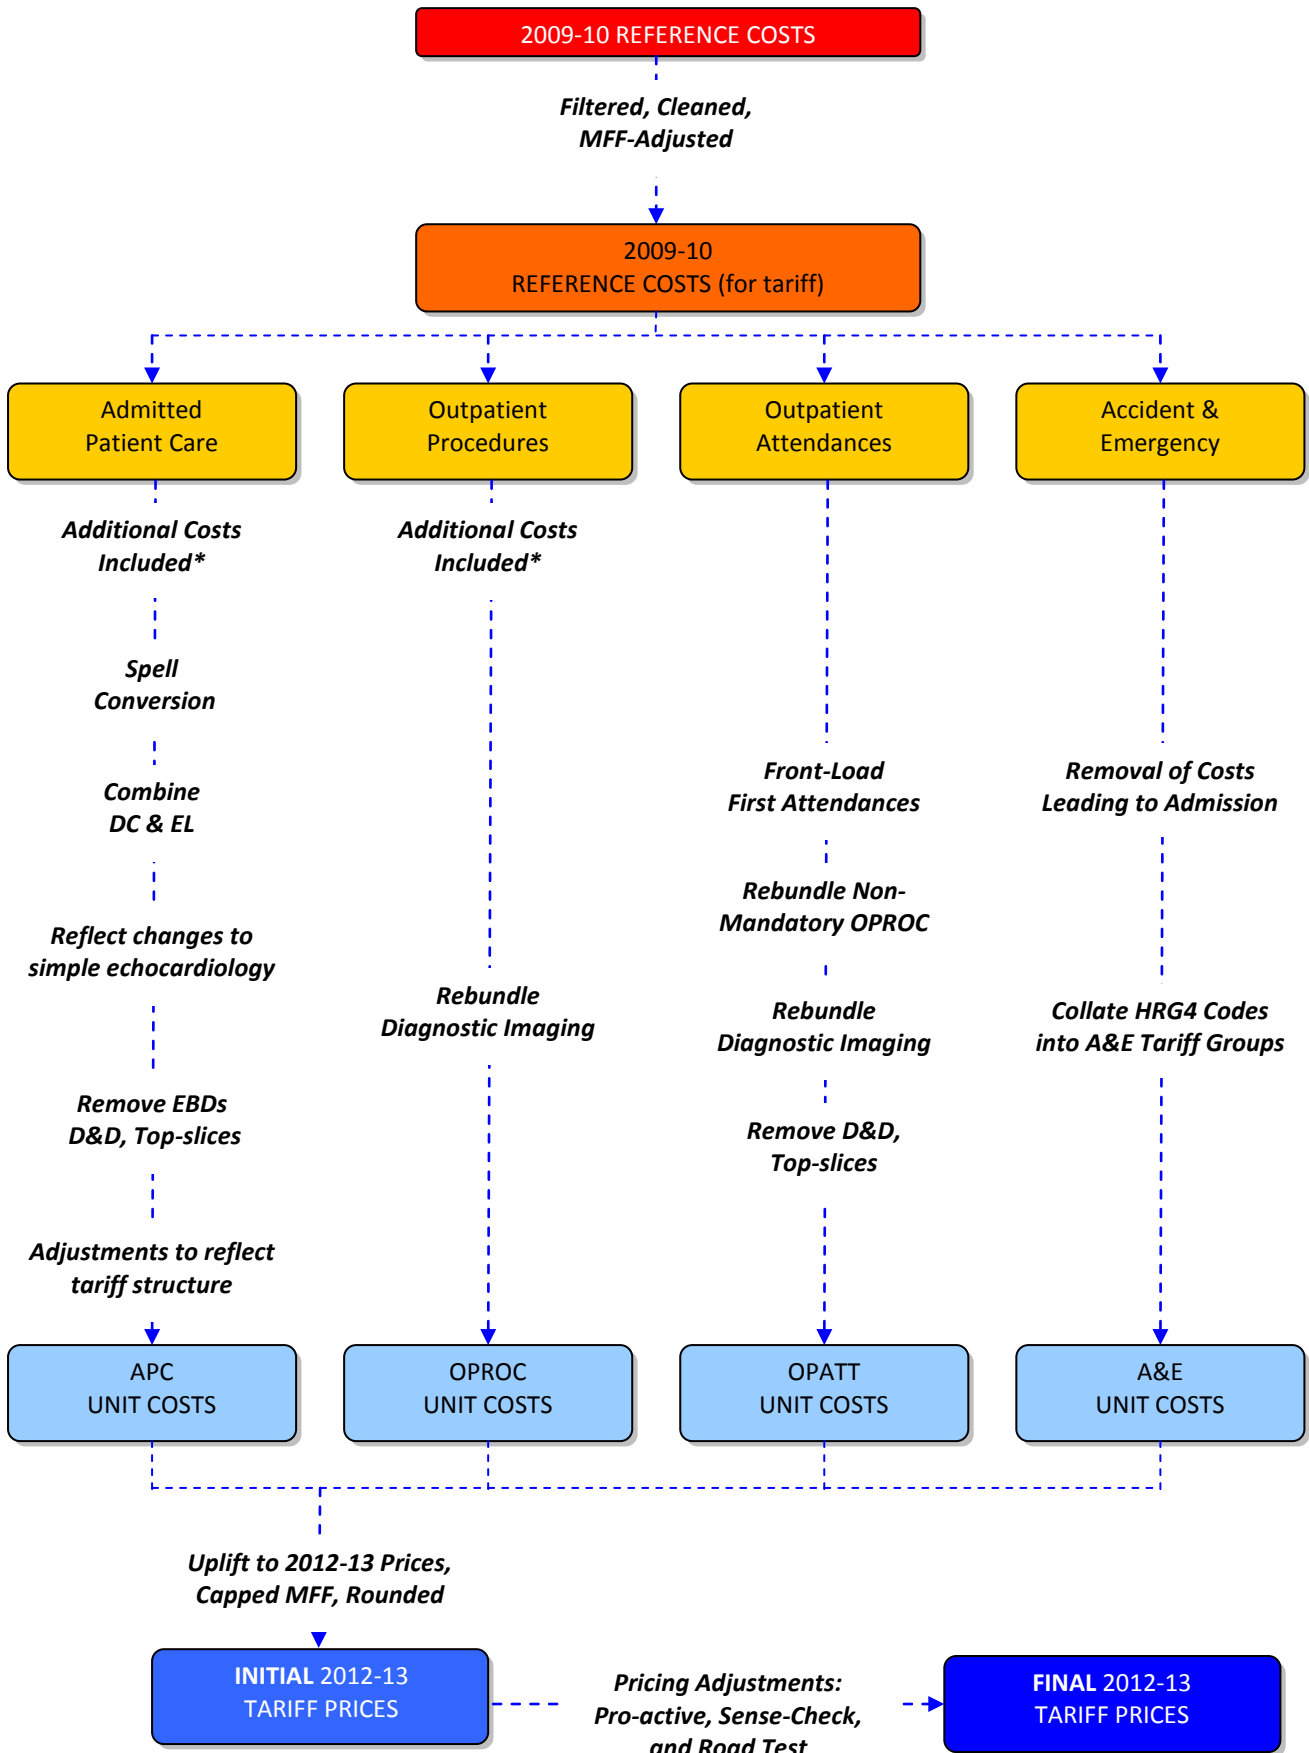 2009-10 REFERENCE COSTS
Filtered, Cleaned,
MFF-Adjusted
2009-10
REFERENCE COSTS (for tariff)
Admitted
Patient Care
Outpatient
Procedures
Outpatient
Attendances
Accident &
Emergency
Additional Costs
Included*
Additional Costs
Included*
Spell
Conversion
Combine
DC & EL
Front-Load
First Attendances
Removal of Costs
Leading to Admission
Rebundle Non-
Mandatory OPROC
Reflect changes to
simple echocardiology
Rebundle
Diagnostic Imaging
Rebundle
Diagnostic Imaging
Collate HRG4 Codes
into A&E Tariff Groups
Remove EBDs
D&D, Top-slices
Remove D&D,
Top-slices
Adjustments to reflect
tariff structure
APC
UNIT COSTS
OPROC
UNIT COSTS
OPATT
UNIT COSTS
A&E
UNIT COSTS
Uplift to 2012-13 Prices,
Capped MFF, Rounded
INITIAL 2012-13
TARIFF PRICES
Pricing Adjustments:
Pro-active, Sense-Check,
and Road Test
FINAL 2012-13
TARIFF PRICES